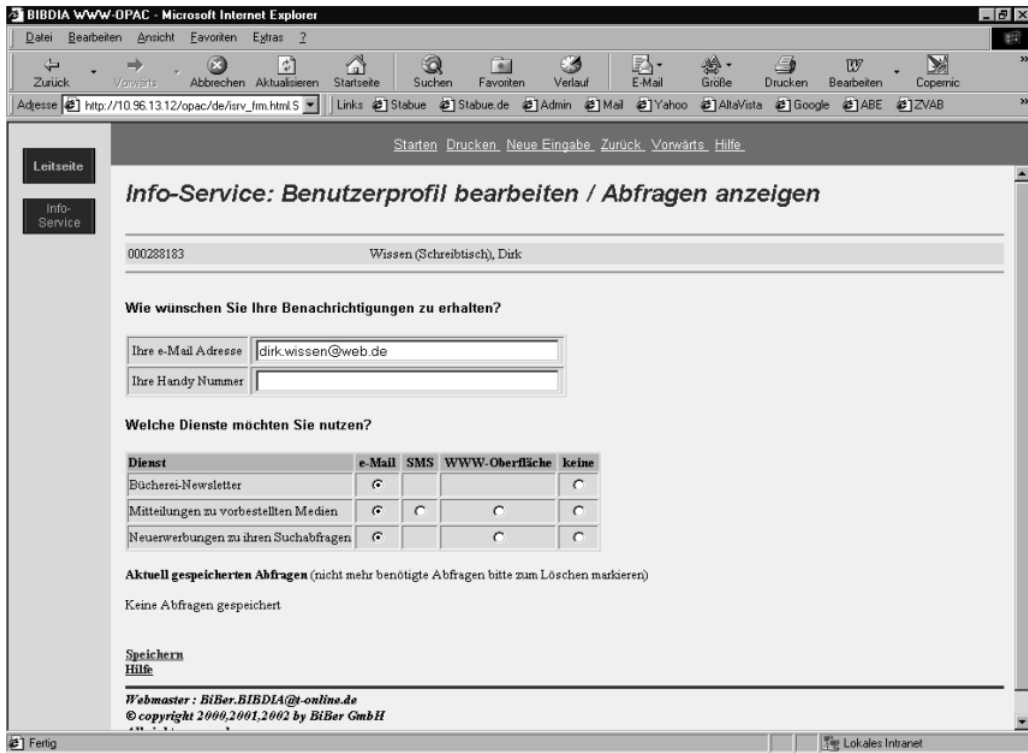 BIBDIA WWW-OPAC - Microsoft Internet Explorer
Datei Bearbeiten Ansicht Favoriten Extras ?
Zurück Vorwärts Abbrechen Aktualisieren Startseite Suchen Favoriten Verlauf E-Mail Größe Drucken Bearbeiten Copernic
Adresse http://10.96.13.12/opac/de/isrv_frm.html.S Links Stabue Stabue.de Admin Mail Yahoo AltaVista Google ABE ZVAB
Starten Drucken Neue Eingabe Zurück Vorwärts Hilfe
Leitseite
Info-
Service
Info-Service: Benutzerprofil bearbeiten / Abfragen anzeigen
000288183 Wissen (Schreibtisch), Dirk
Wie wünschen Sie Ihre Benachrichtigungen zu erhalten?
Ihre e-Mail Adresse dirk.wissen@web.de
Ihre Handy Nummer
Welche Dienste möchten Sie nutzen?
Dienst e-Mail SMS WWW-Oberfläche keine
Bücherei-Newsletter
Mitteilungen zu vorbestellten Medien
Neuerwerbungen zu ihren Suchabfragen
Aktuell gespeicherten Abfragen (nicht mehr benötigte Abfragen bitte zum Löschen markieren)
Keine Abfragen gespeichert
Speichern
Hilfe
Webmaster : BiBer.BIBDIA@t-online.de
© copyright 2000,2001,2002 by BiBer GmbH
Fertig Lokales Intranet